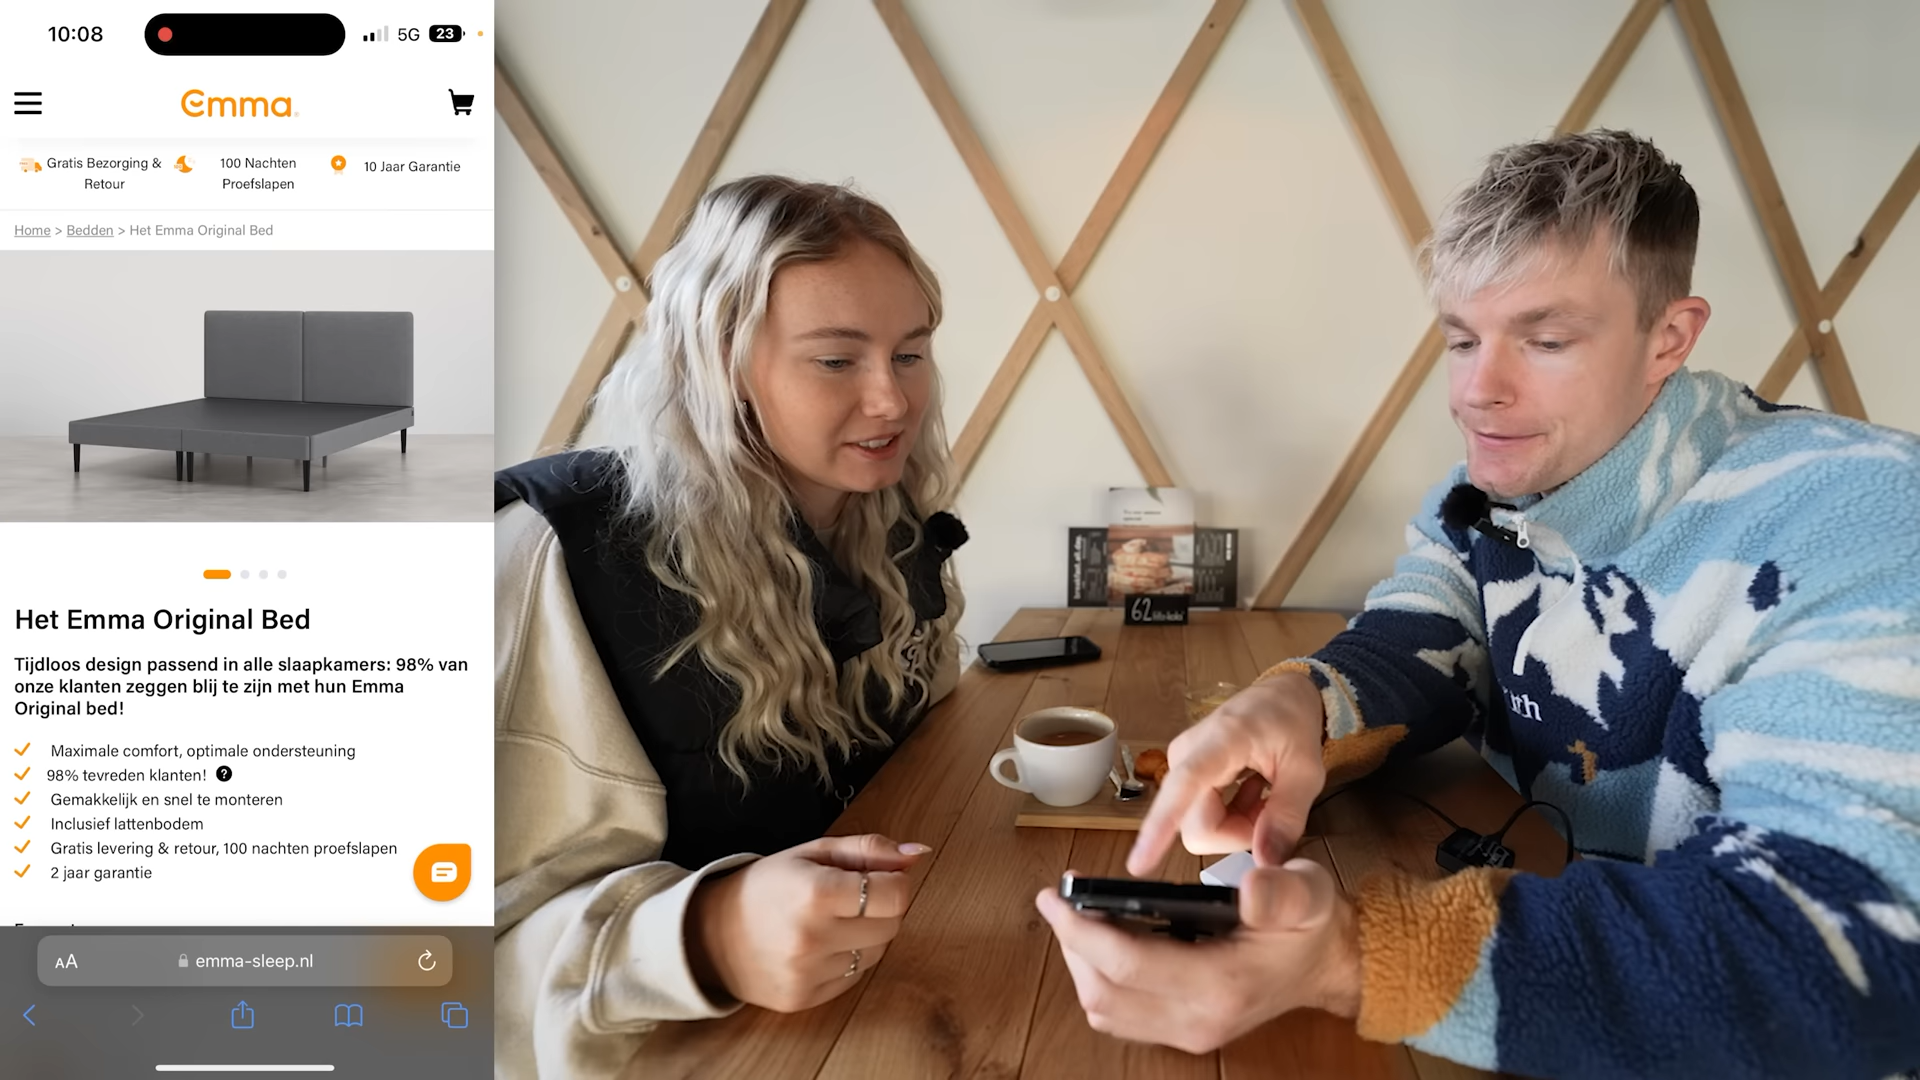 10:08
5G 23
emma
Gratis Bezorging &
Retour
100 Nachten
Proefslapen
10 Jaar Garantie
Home > Bedden > Het Emma Original Bed
Het Emma Original Bed
Tijdloos design passend in alle slaapkamers: 98% van
onze klanten zeggen blij te zijn met hun Emma
Original bed!
Maximale comfort, optimale ondersteuning
98% tevreden klanten! ?
Gemakkelijk en snel te monteren
Inclusief lattenbodem
Gratis levering & retour, 100 nachten proefslapen
2 jaar garantie
AA emma-sleep.nl
breakfast all day
62